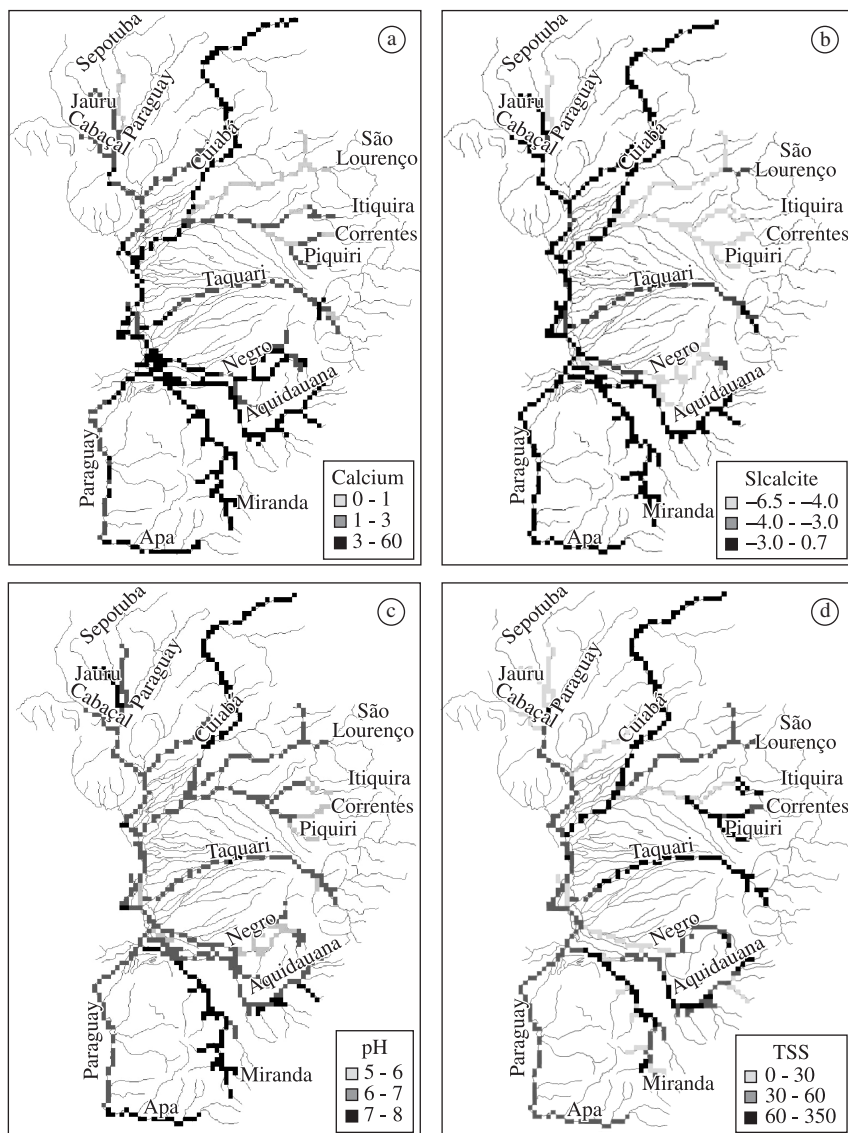 a
Sepotuba
Paraguay
Jauru
Cabaçal
Cuiabá
São
Lourenço
Itiquira
Correntes
Piquiri
Taquari
Negro
Aquidauana
Paraguay
Miranda
Apa
Calcium
0 - 1
1 - 3
3 - 60
b
Sepotuba
Paraguay
Jauru
Cabaçal
Cuiabá
São
Lourenço
Itiquira
Correntes
Piquiri
Taquari
Negro
Aquidauana
Paraguay
Miranda
Apa
Slcalcite
–6.5 - –4.0
–4.0 - –3.0
–3.0 - 0.7
c
Sepotuba
Paraguay
Jauru
Cabaçal
Cuiabá
São
Lourenço
Itiquira
Correntes
Piquiri
Taquari
Negro
Aquidauana
Paraguay
Miranda
Apa
pH
5 - 6
6 - 7
7 - 8
d
Sepotuba
Paraguay
Jauru
Cabaçal
Cuiabá
São
Lourenço
Itiquira
Correntes
Piquiri
Taquari
Negro
Aquidauana
Paraguay
Miranda
Apa
TSS
0 - 30
30 - 60
60 - 350